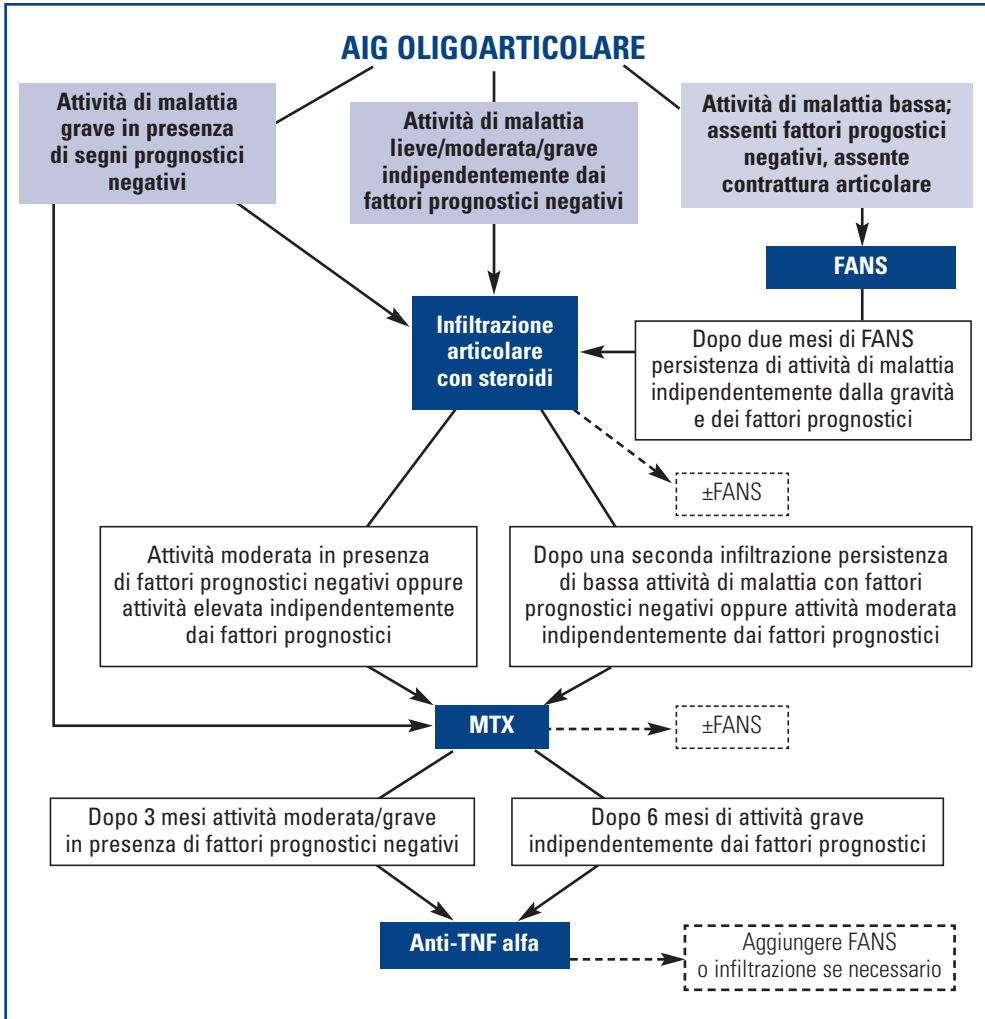 AIG OLIGOARTICOLARE
Attività di malattia
grave in presenza
di segni prognostici
negativi
Attività di malattia
lieve/moderata/grave
indipendentemente dai
fattori prognostici negativi
Attività di malattia bassa;
assenti fattori progostici
negativi, assente
contrattura articolare
FANS
Infiltrazione
articolare
con steroidi
Dopo due mesi di FANS
persistenza di attività di malattia
indipendentemente dalla gravità
e dei fattori prognostici
±FANS
Attività moderata in presenza
di fattori prognostici negativi oppure
attività elevata indipendentemente
dai fattori prognostici
Dopo una seconda infiltrazione persistenza
di bassa attività di malattia con fattori
prognostici negativi oppure attività moderata
indipendentemente dai fattori prognostici
MTX
±FANS
Dopo 3 mesi attività moderata/grave
in presenza di fattori prognostici negativi
Dopo 6 mesi di attività grave
indipendentemente dai fattori prognostici
Anti-TNF alfa
Aggiungere FANS
o infiltrazione se necessario